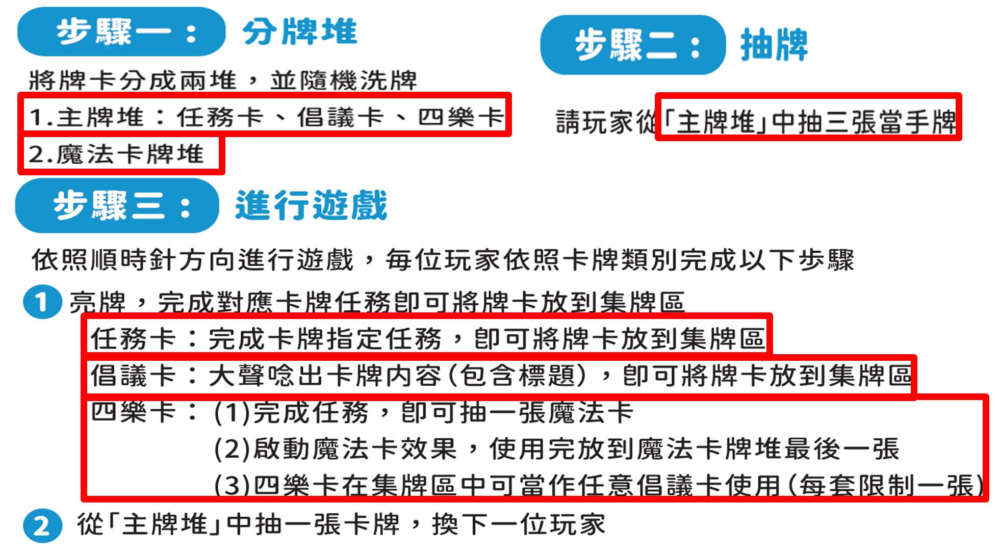 步驟一：分牌堆
將牌卡分成兩堆，並隨機洗牌
1.主牌堆：任務卡、倡議卡、四樂卡
2.魔法卡牌堆
步驟二：抽牌
請玩家從「主牌堆」中抽三張當手牌
步驟三：進行遊戲
依照順時針方向進行遊戲，每位玩家依照卡牌類別完成以下步驟
1 亮牌，完成對應卡牌任務即可將牌卡放到集牌區
任務卡：完成卡牌指定任務，即可將牌卡放到集牌區
倡議卡：大聲唸出卡牌內容(包含標題)，即可將牌卡放到集牌區
四樂卡：(1)完成任務，即可抽一張魔法卡
(2)啟動魔法卡效果，使用完放到魔法卡牌堆最後一張
(3)四樂卡在集牌區中可當作任意倡議卡使用(每套限制一張)
2 從「主牌堆」中抽一張卡牌，換下一位玩家